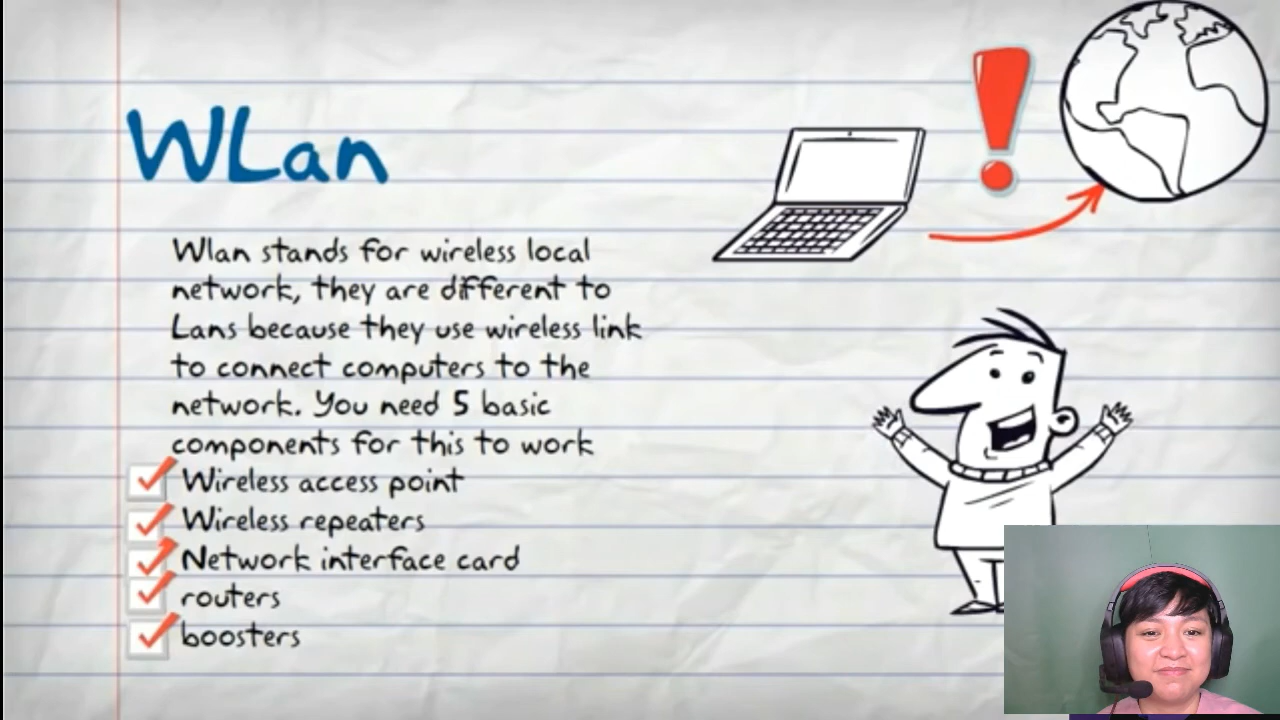 WLan
Wlan stands for wireless local
network, they are different to
Lans because they use wireless link
to connect computers to the
network. You need 5 basic
components for this to work
Wireless access point
Wireless repeaters
Network interface card
routers
boosters